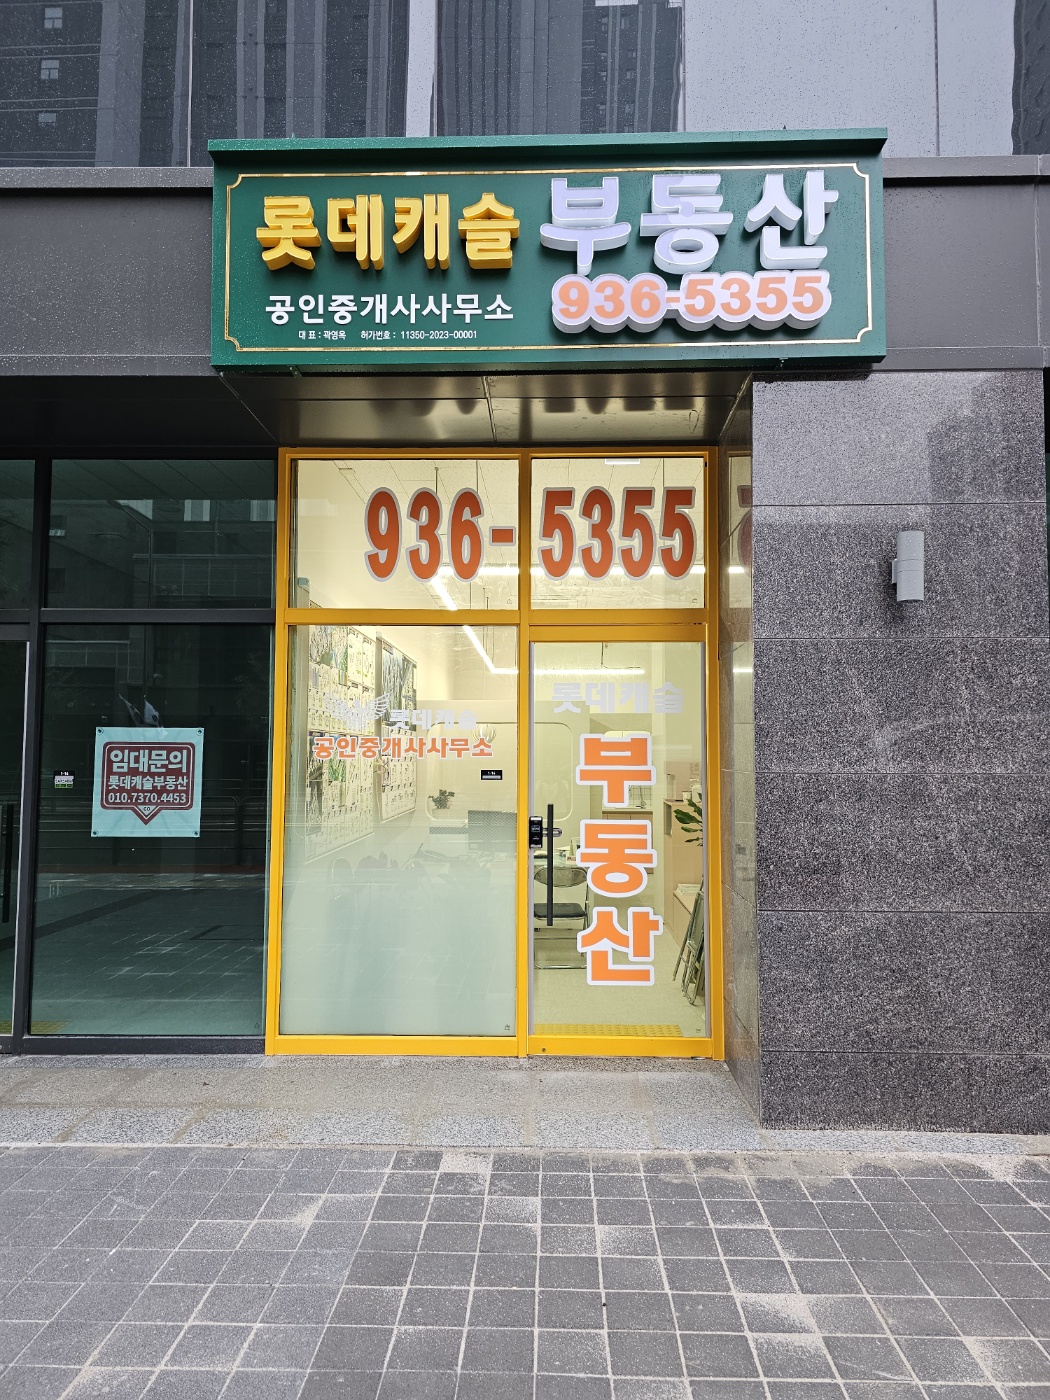 롯데캐슬 부동산
936-5355
공인중개사사무소
대표 : 곽영옥 허가번호 : 11350-2023-00001
936-5355
롯데캐슬
공인중개사사무소
롯데캐슬
부동산
임대문의
롯데캐슬부동산
010.7370.4453